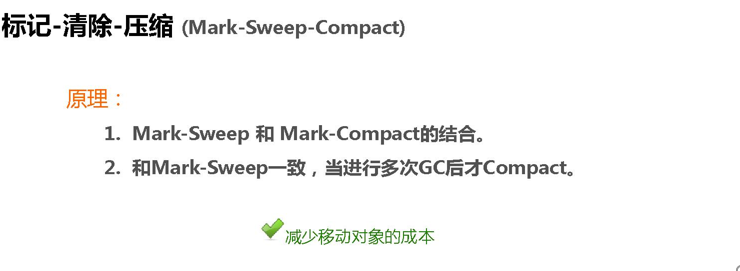 标记-清除-压缩 (Mark-Sweep-Compact)
原理：
1. Mark-Sweep 和 Mark-Compact的结合。
2. 和Mark-Sweep一致，当进行多次GC后才Compact。
减少移动对象的成本